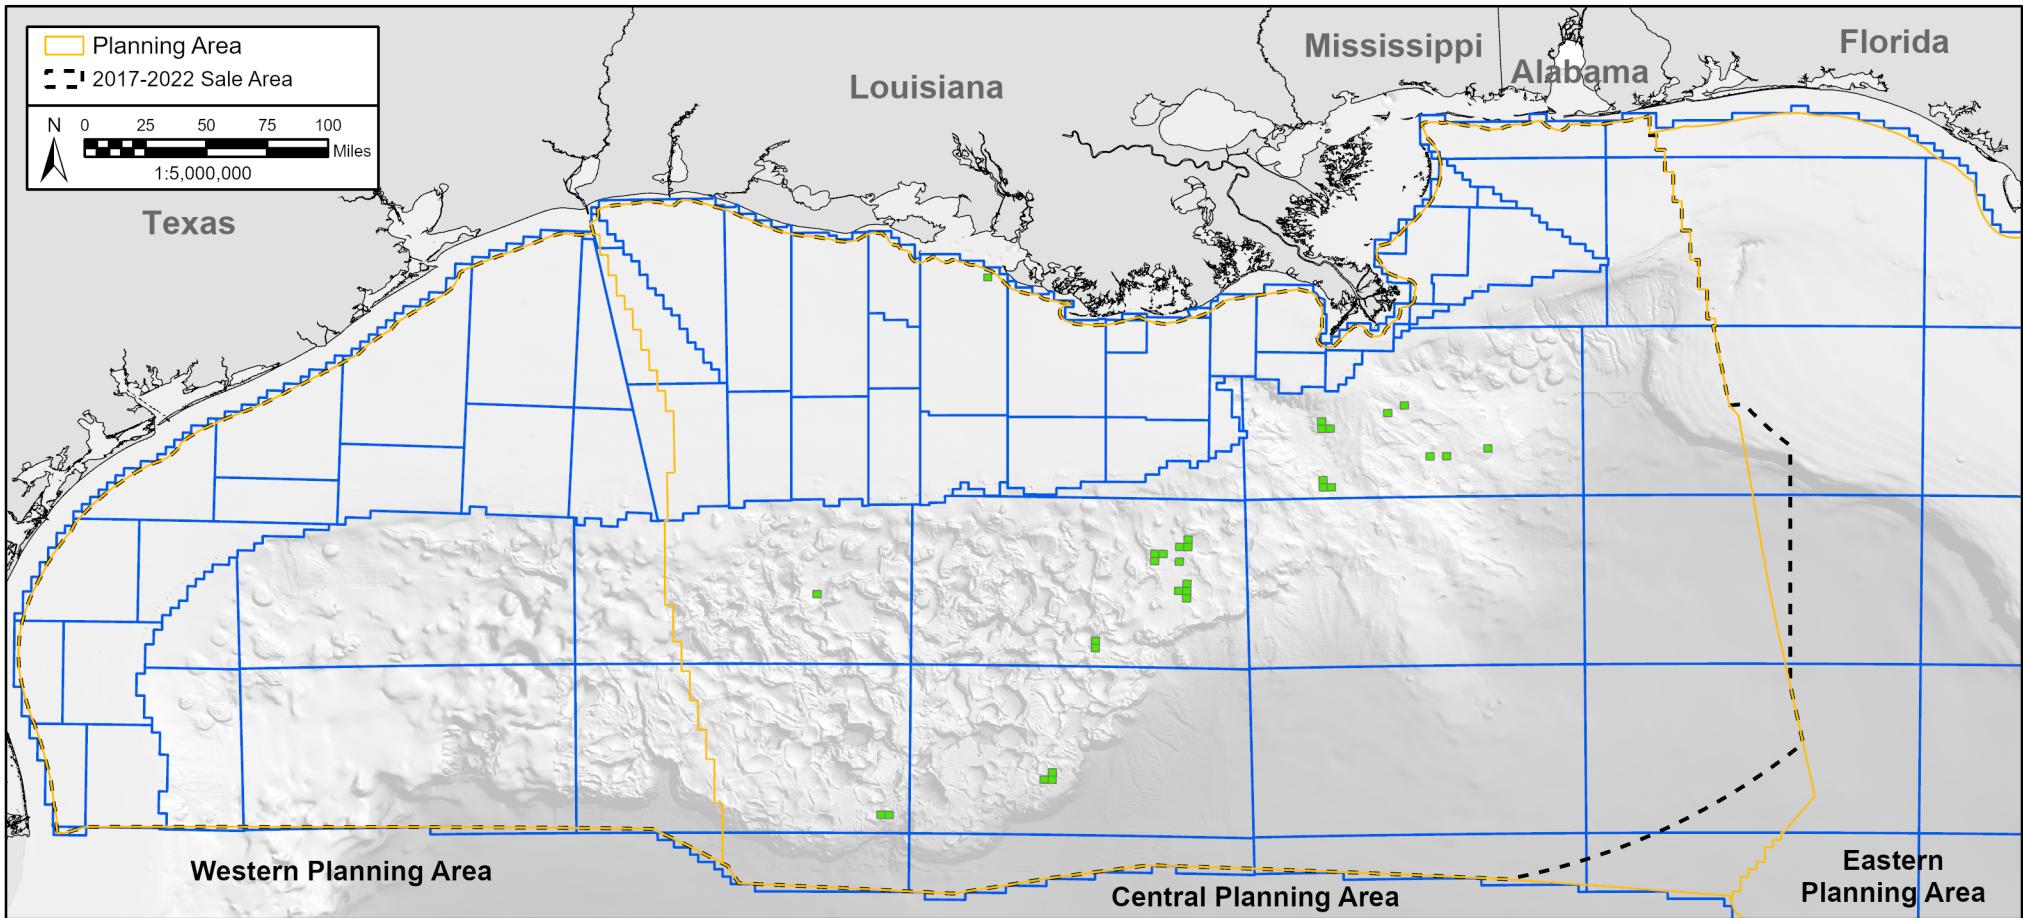 Planning Area
2017-2022 Sale Area
N
0 25 50 75 100
Miles
1:5,000,000
Texas
Louisiana
Mississippi
Alabama
Florida
Western Planning Area
Central Planning Area
Eastern
Planning Area